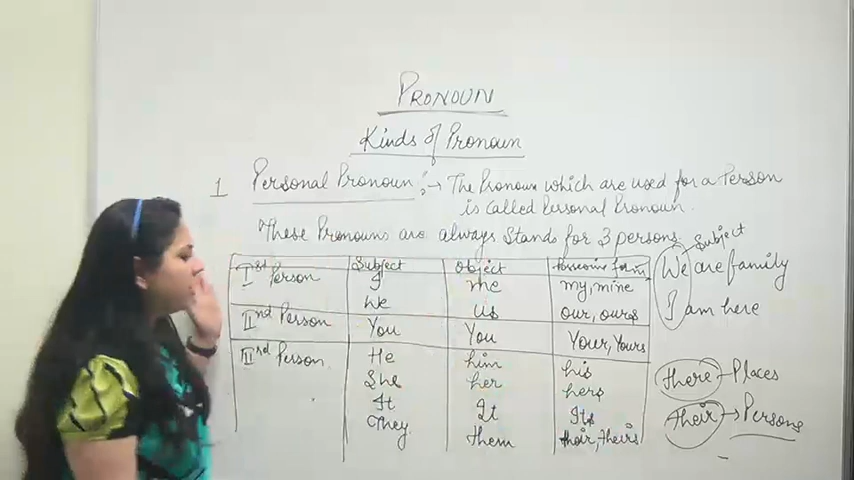 PRONOUN
Kinds of Pronoun
1 Personal Pronoun :→ The Pronoun which are used for a Person
is called Personal Pronoun.
These Pronouns are always Stands for 3 persons.
Subject Object
Ist Person I me my, mine
We us our, ours
IInd Person You You Your, Yours
Person He him his
She her hers
It It Its
They them their, theirs
Subject
We are family
I am here
there - Places
Their → Persons